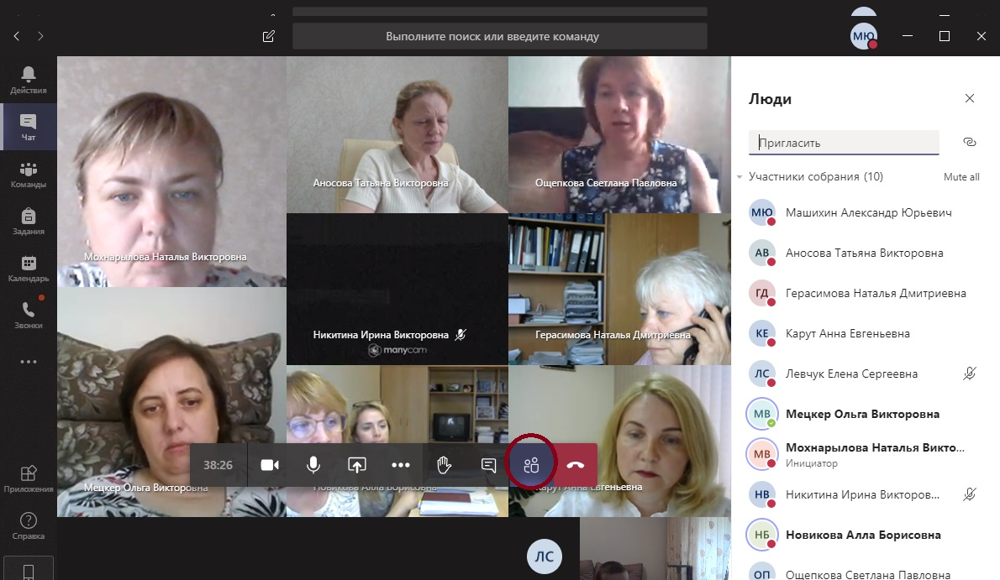 Выполните поиск или введите команду
МЮ
Действия
Чат
Команды
Задания
Календарь
Звонки
Приложения
Справка
Мохнарылова Наталья Викторовна
Аносова Татьяна Викторовна
Ощепкова Светлана Павловна
Никитина Ирина Викторовна
manycam
Герасимова Наталья Дмитриевна
Мецкер Ольга Викторовна
Новикова Алла Борисовна
Карут Анна Евгеньевна
38:26
ЛС
Люди
Пригласить
Участники собрания (10)
Mute all
МЮ Машихин Александр Юрьевич
АВ Аносова Татьяна Викторовна
ГД Герасимова Наталья Дмитриевна
КЕ Карут Анна Евгеньевна
ЛС Левчук Елена Сергеевна
МВ Мецкер Ольга Викторовна
МВ Мохнарылова Наталья Викто...
Инициатор
НВ Никитина Ирина Викторов...
НБ Новикова Алла Борисовна
ОП Ощепкова Светлана Павловна